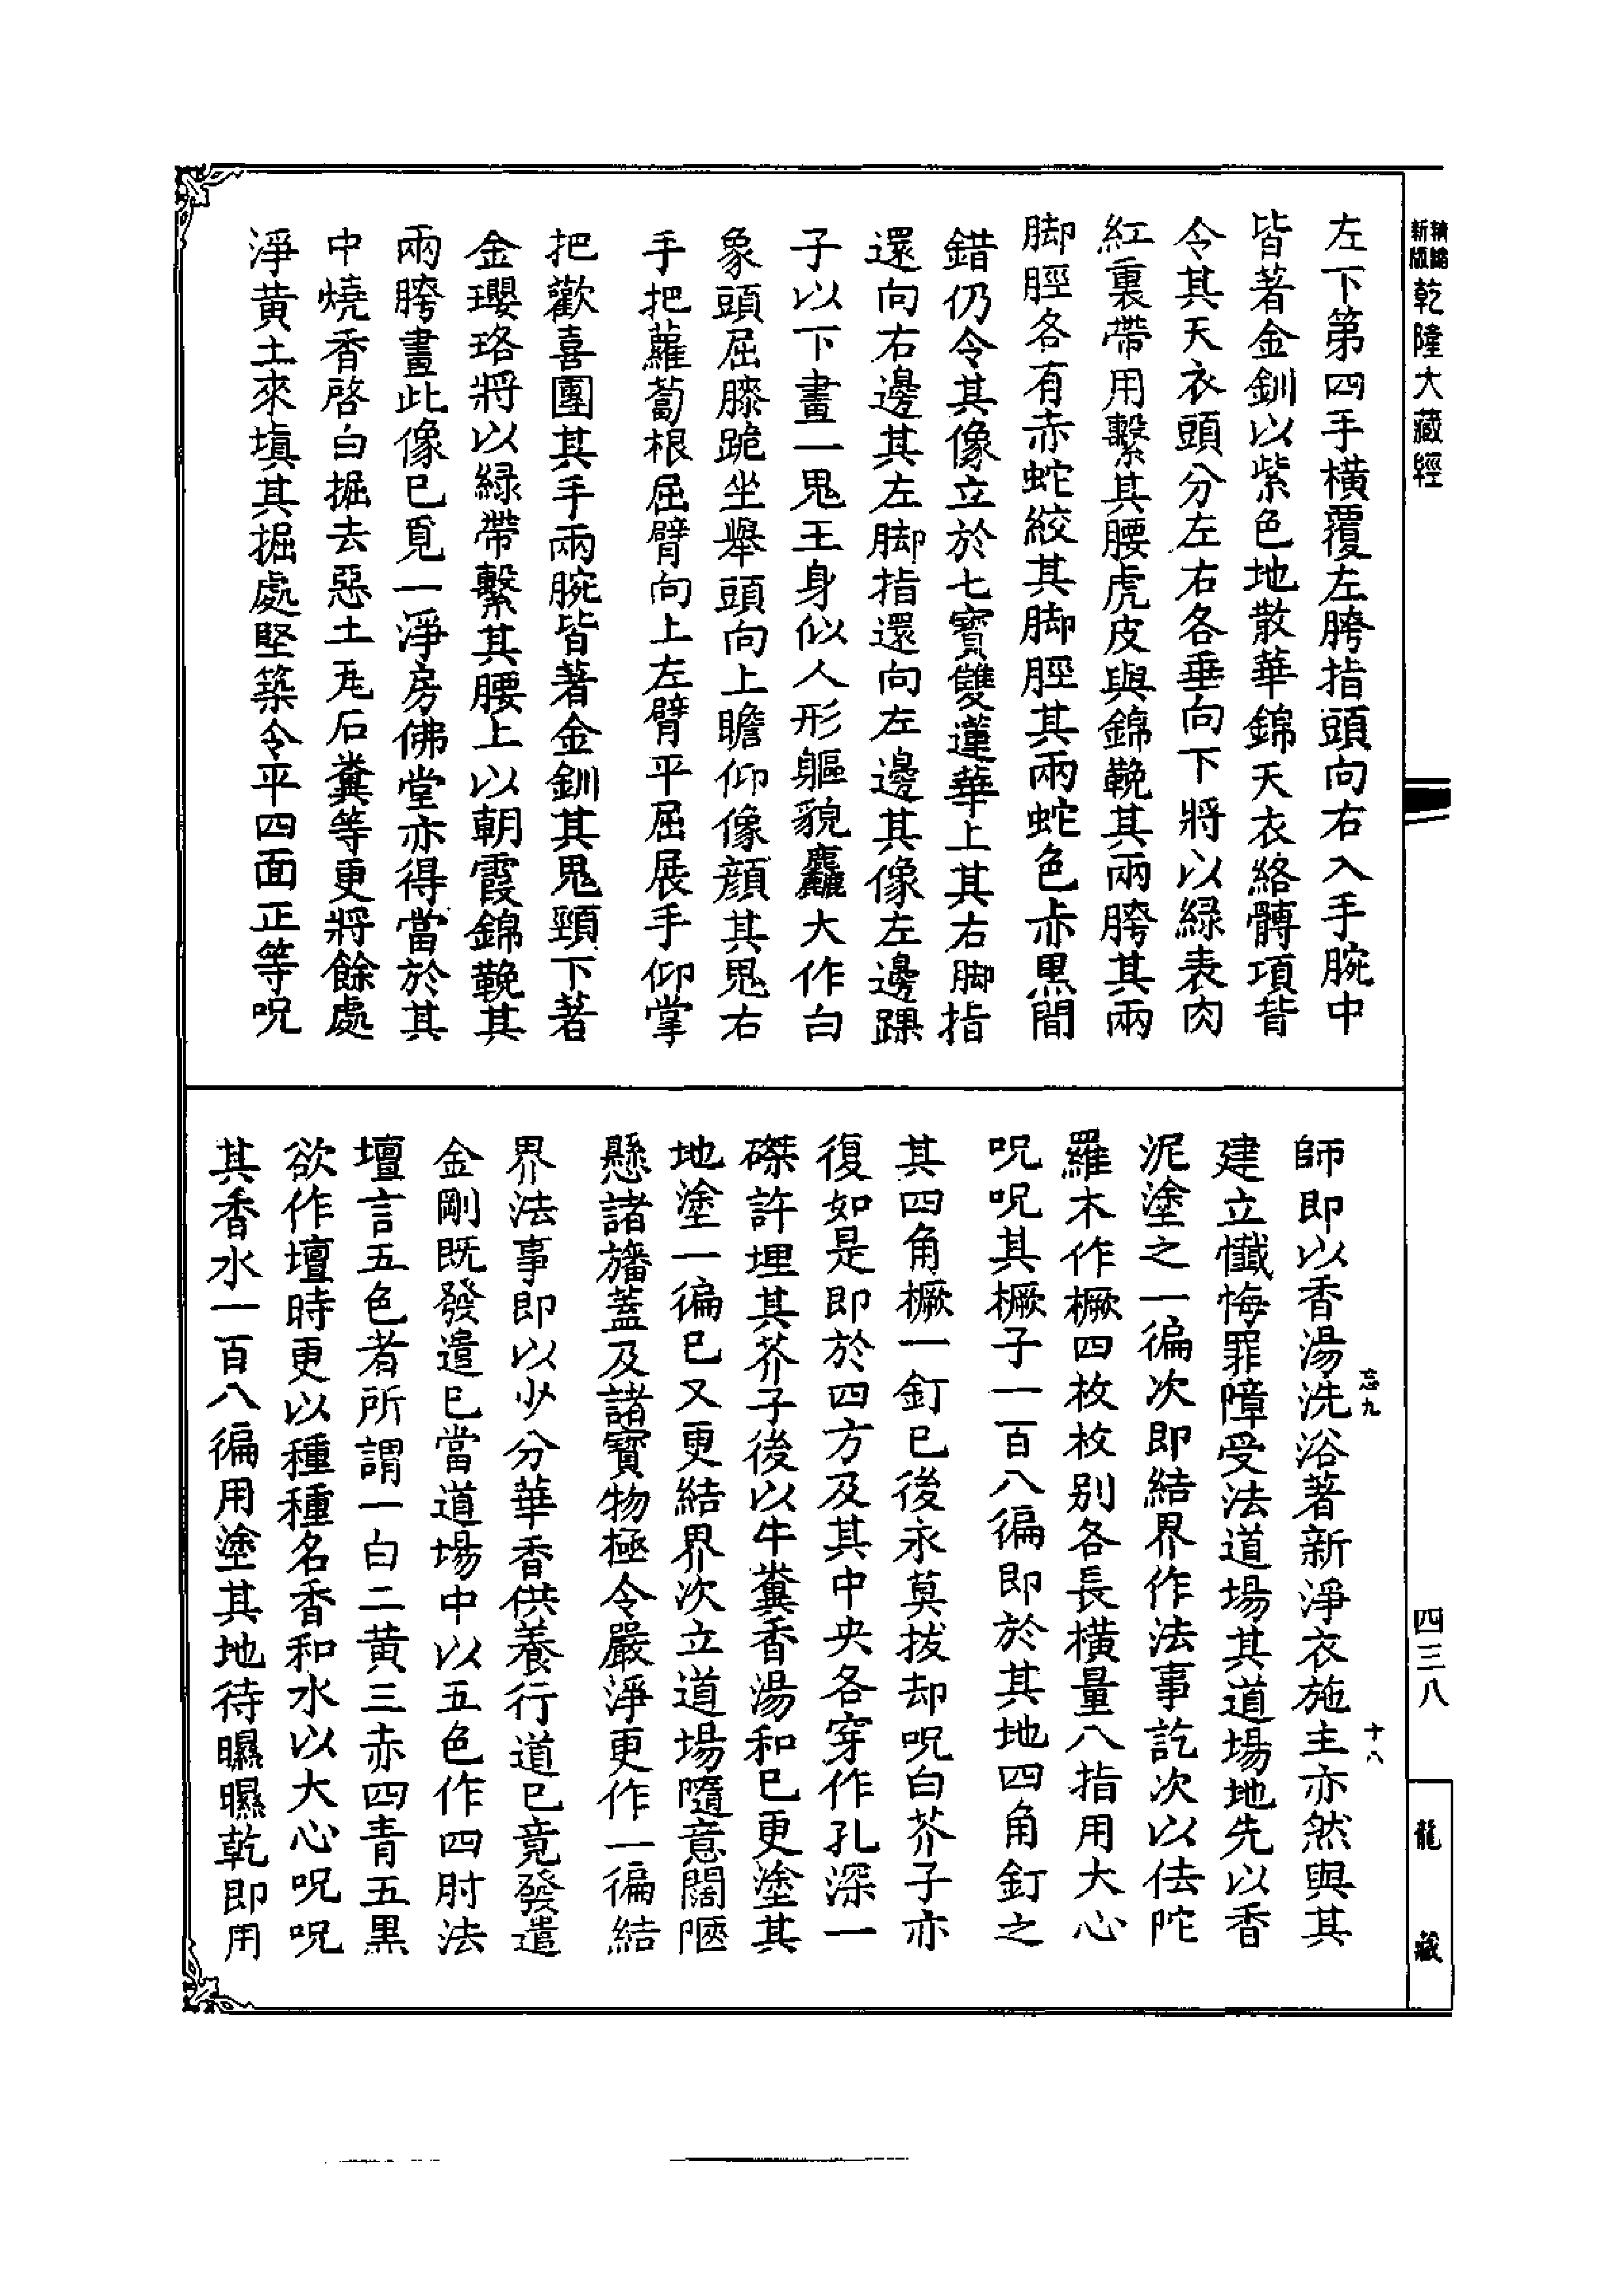 精縮新版乾隆大藏經
左下第四手橫覆左胯指頭向右入手腕中
皆著金釧以紫色地散華錦天衣絡髆項背
令其天衣頭分左右各垂向下將以綠表肉
紅裏帶用繫其腰虎皮與錦鞔其兩胯其兩
脚脛各有赤蛇絞其脚脛其兩蛇色赤黑間
錯仍令其像立於七寶雙蓮華上其右脚指
還向右邊其左脚指還向左邊其像左邊踝
子以下畫一鬼王身似人形軀貌麤大作白
象頭屈膝跪坐舉頭向上瞻仰像顔其鬼右
手把蘿蔔根屈臂向上左臂平屈展手仰掌
把歡喜團其手兩腕皆著金釧其鬼頸下著
金瓔珞將以綠帶繫其腰上以朝霞錦鞔其
兩胯畫此像已覓一淨房佛堂亦得當於其
中燒香啓白掘去惡土瓦石糞等更將餘處
淨黄土來塡其掘處堅築令平四面正等呪
師即以香湯洗浴著新淨衣施主亦然與其
建立懺悔罪障受法道場其道場地先以香
泥塗之一徧次即結界作法事訖次以佉陀
羅木作橛四枚枚别各長橫量八指用大心
呪呪其橛子一百八徧即於其地四角釘之
其四角橛一釘已後永莫拔却呪白芥子亦
復如是即於四方及其中央各穿作孔深一
磔許埋其芥子後以牛糞香湯和已更塗其
地塗一徧已又更結界次立道場隨意闊陿
懸諸旛蓋及諸寶物極令嚴淨更作一徧結
界法事即以少分華香供養行道已竟發遣
金剛既發遣已當道場中以五色作四肘法
壇言五色者所謂一白二黄三赤四青五黑
欲作壇時更以種種名香和水以大心呪呪
其香水一百八徧用塗其地待㬠㬠乾即用
忘九
十八
四三八
龍藏